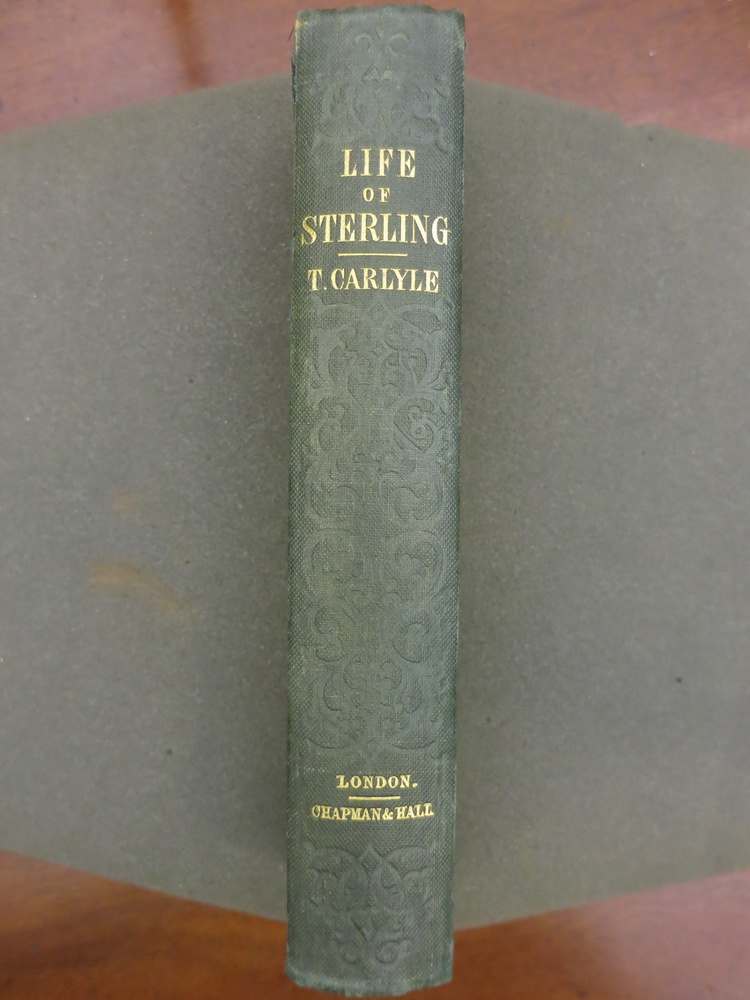 LIFE
OF
STERLING
T. CARLYLE
LONDON.
CHAPMAN & HALL.